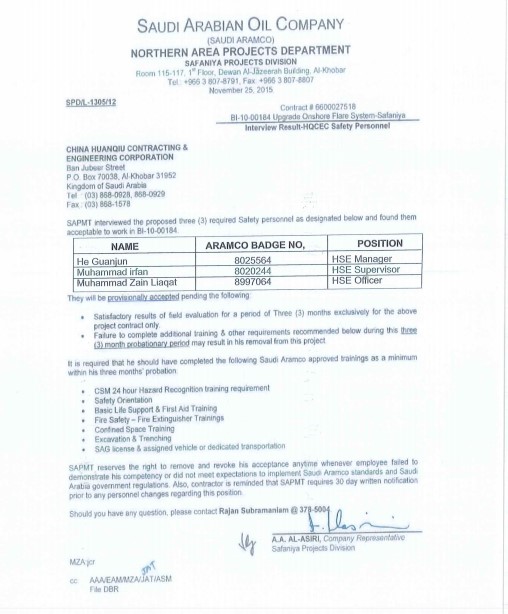 SAUDI ARABIAN OIL COMPANY
(SAUDI ARAMCO)
NORTHERN AREA PROJECTS DEPARTMENT
SAFANIYA PROJECTS DIVISION
Room 115-117, 1st Floor, Dewan Al-Jazeerah Building, Al-Khobar
Tel.: +966 3 807-8791, Fax: +966 3 807-8807
November 25, 2015
SPD/L-1305/12
Contract # 6600027518
BI-10-00184 Upgrade Onshore Flare System-Safaniya
Interview Result-HQCEC Safety Personnel
CHINA HUANQIU CONTRACTING &
ENGINEERING CORPORATION
Ban Jubeur Street
P.O. Box 70038, Al-Khobar 31952
Kingdom of Saudi Arabia
Tel : (03) 868-0928, 868-0929
Fax : (03) 868-1578
SAPMT interviewed the proposed three (3) required Safety personnel as designated below and found them
acceptable to work in BI-10-00184.
NAME ARAMCO BADGE NO, POSITION
He Guanjun 8025564 HSE Manager
Muhammad irfan 8020244 HSE Supervisor
Muhammad Zain Liaqat 8997064 HSE Officer
They will be provisionally accepted pending the following:
• Satisfactory results of field evaluation for a period of Three (3) months exclusively for the above
project contract only.
• Failure to complete additional training & other requirements recommended below during this three
(3) month probationary period may result in his removal from this project.
It is required that he should have completed the following Saudi Aramco approved trainings as a minimum
within his three months' probation.
• CSM 24 hour Hazard Recognition training requirement
• Safety Orientation
• Basic Life Support & First Aid Training
• Fire Safety – Fire Extinguisher Trainings
• Confined Space Training
• Excavation & Trenching
• SAG license & assigned vehicle or dedicated transportation
SAPMT reserves the right to remove and revoke his acceptance anytime whenever employee failed to
demonstrate his competency or did not meet expectations to implement Saudi Aramco standards and Saudi
Arabia government regulations. Also, contractor is reminded that SAPMT requires 30 day written notification
prior to any personnel changes regarding this position.
Should you have any question, please contact Rajan Subramaniam @ 378-5004
A.A. AL-ASIRI, Company Representative
Safaniya Projects Division
MZA:jcr
cc: AAA/EAM/MZA/JAT/ASM
File DBR